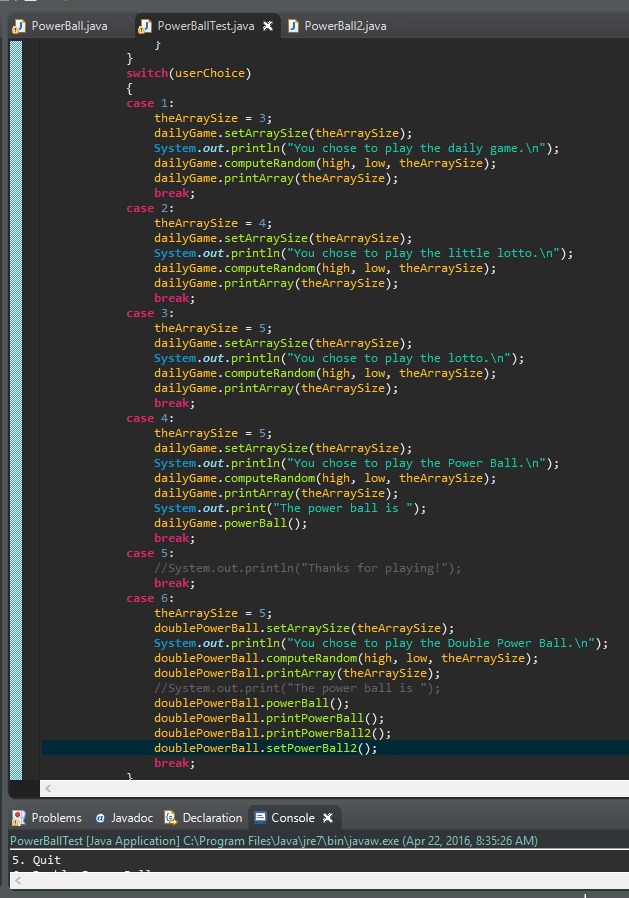 PowerBall.java PowerBallTest.java PowerBall2.java
}
}
switch(userChoice)
{
case 1:
theArraySize = 3;
dailyGame.setArraySize(theArraySize);
System.out.println("You chose to play the daily game.\n");
dailyGame.computeRandom(high, low, theArraySize);
dailyGame.printArray(theArraySize);
break;
case 2:
theArraySize = 4;
dailyGame.setArraySize(theArraySize);
System.out.println("You chose to play the little lotto.\n");
dailyGame.computeRandom(high, low, theArraySize);
dailyGame.printArray(theArraySize);
break;
case 3:
theArraySize = 5;
dailyGame.setArraySize(theArraySize);
System.out.println("You chose to play the lotto.\n");
dailyGame.computeRandom(high, low, theArraySize);
dailyGame.printArray(theArraySize);
break;
case 4:
theArraySize = 5;
dailyGame.setArraySize(theArraySize);
System.out.println("You chose to play the Power Ball.\n");
dailyGame.computeRandom(high, low, theArraySize);
dailyGame.printArray(theArraySize);
System.out.print("The power ball is ");
dailyGame.powerBall();
break;
case 5:
//System.out.println("Thanks for playing!");
break;
case 6:
theArraySize = 5;
doublePowerBall.setArraySize(theArraySize);
System.out.println("You chose to play the Double Power Ball.\n");
doublePowerBall.computeRandom(high, low, theArraySize);
doublePowerBall.printArray(theArraySize);
//System.out.print("The power ball is ");
doublePowerBall.powerBall();
doublePowerBall.printPowerBall();
doublePowerBall.printPowerBall2();
doublePowerBall.setPowerBall2();
break;
}
Problems @ Javadoc Declaration Console
PowerBallTest [Java Application] C:\Program Files\Java\jre7\bin\javaw.exe (Apr 22, 2016, 8:35:26 AM)
5. Quit